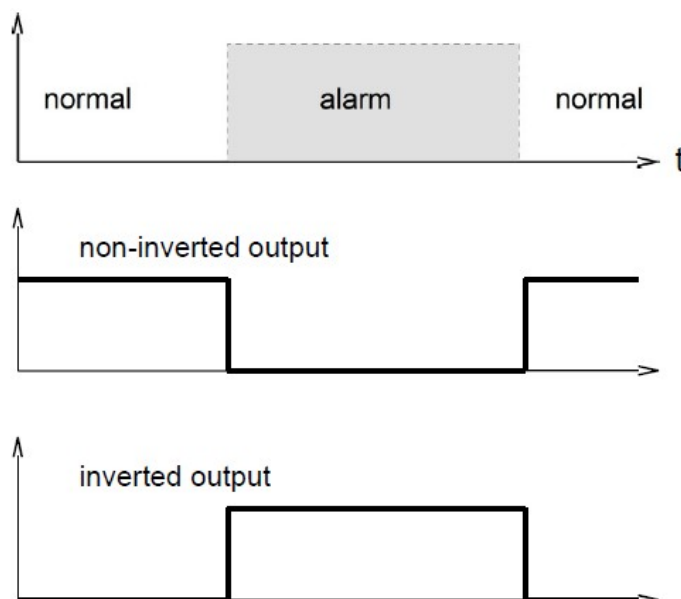 normal alarm normal
t
non-inverted output
inverted output